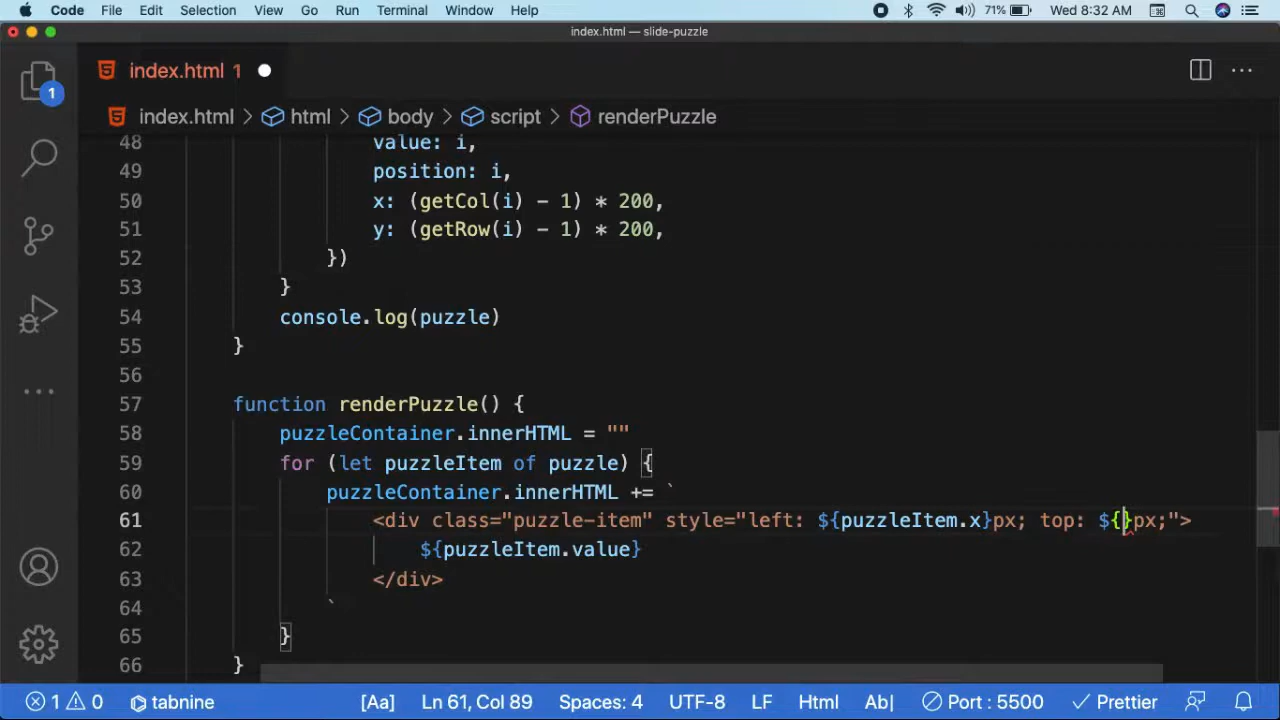 Code File Edit Selection View Go Run Terminal Window Help 71% Wed 8:32 AM
index.html — slide-puzzle
index.html 1
1
index.html > html > body > script > renderPuzzle
48 value: i,
49 position: i,
50 x: (getCol(i) - 1) * 200,
51 y: (getRow(i) - 1) * 200,
52 })
53 }
54 console.log(puzzle)
55 }
56
57 function renderPuzzle() {
58 puzzleContainer.innerHTML = ""
59 for (let puzzleItem of puzzle) {
60 puzzleContainer.innerHTML += `
61 <div class="puzzle-item" style="left: ${puzzleItem.x}px; top: ${}px;">
62 ${puzzleItem.value}
63 </div>
64 `
65 }
66 }
1 0 tabnine [Aa] Ln 61, Col 89 Spaces: 4 UTF-8 LF Html Ab| Port : 5500 Prettier